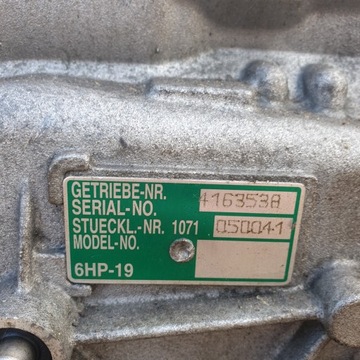 GETRIEBE-NR.
SERIAL-NO. 4163538
STUECKL.-NR. 1071 050041
MODEL-NO.
6HP-19